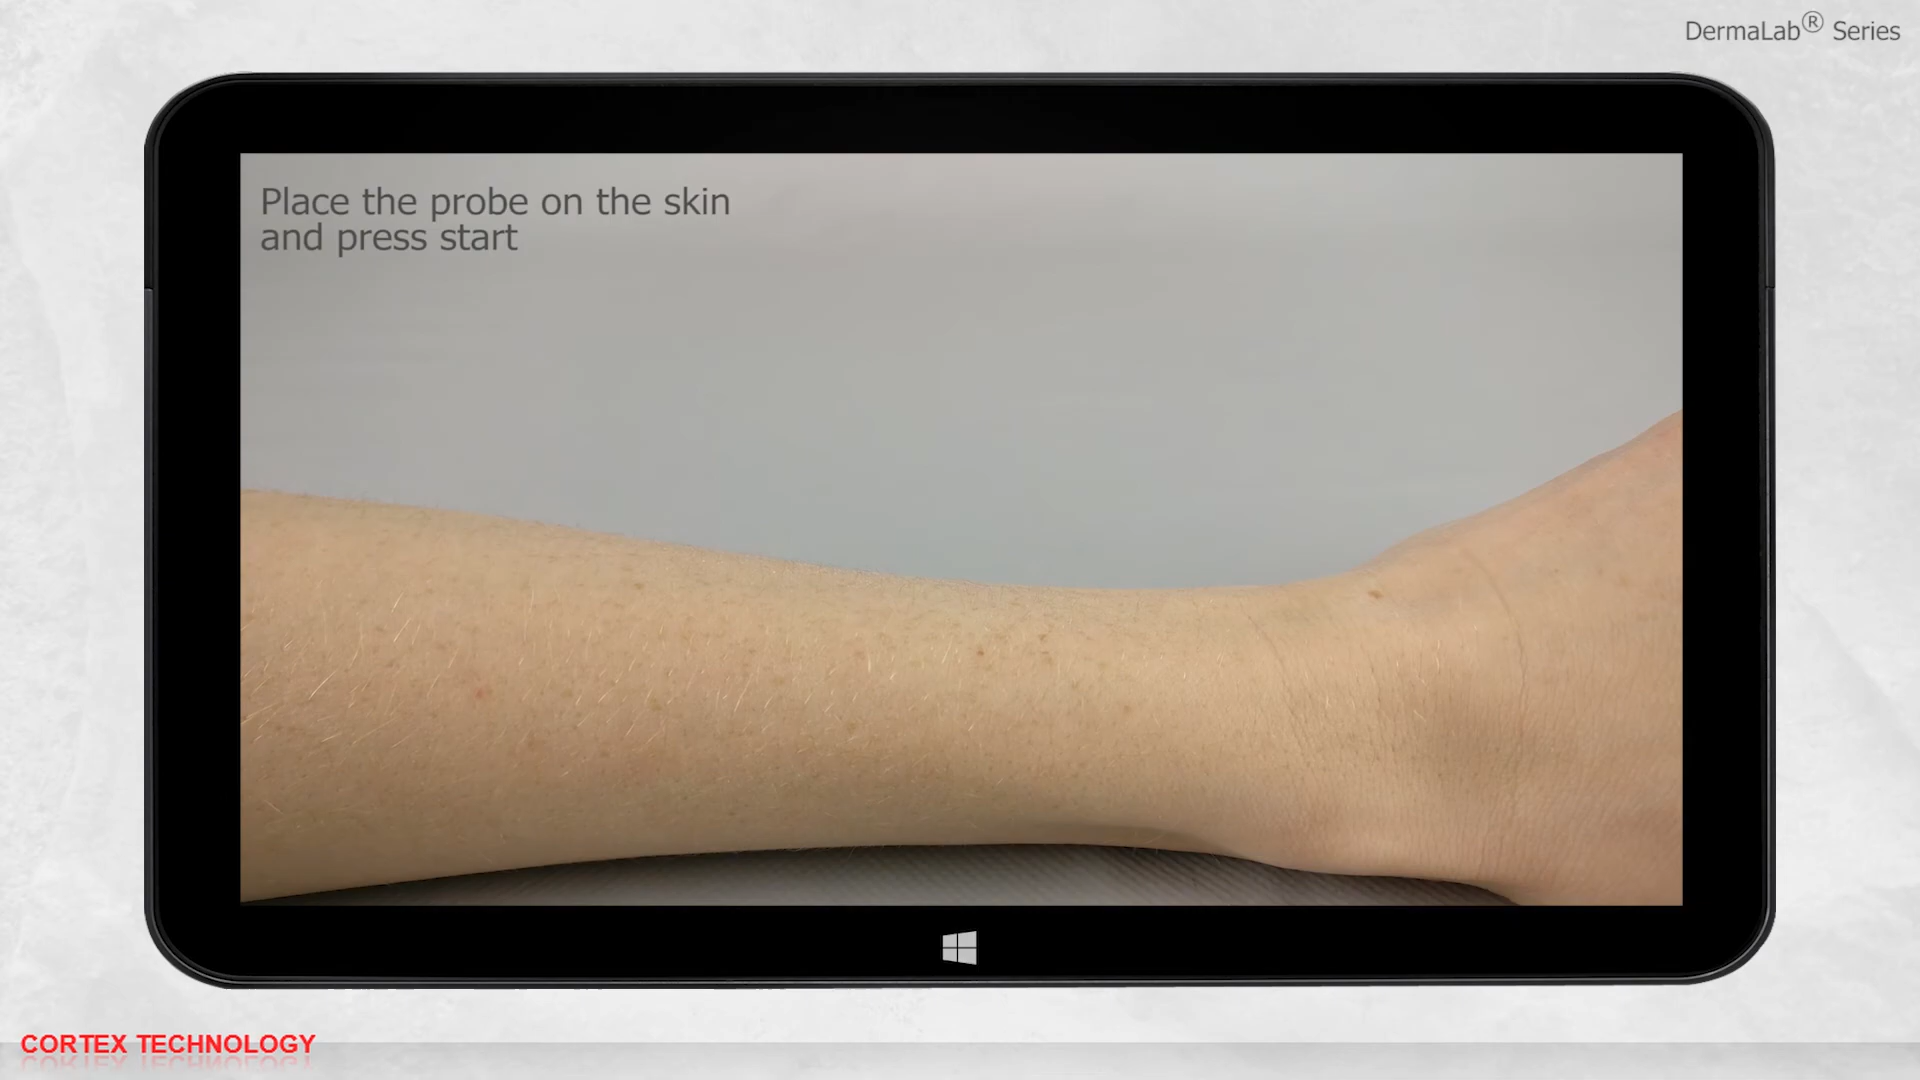 DermaLab® Series
Place the probe on the skin
and press start
CORTEX TECHNOLOGY